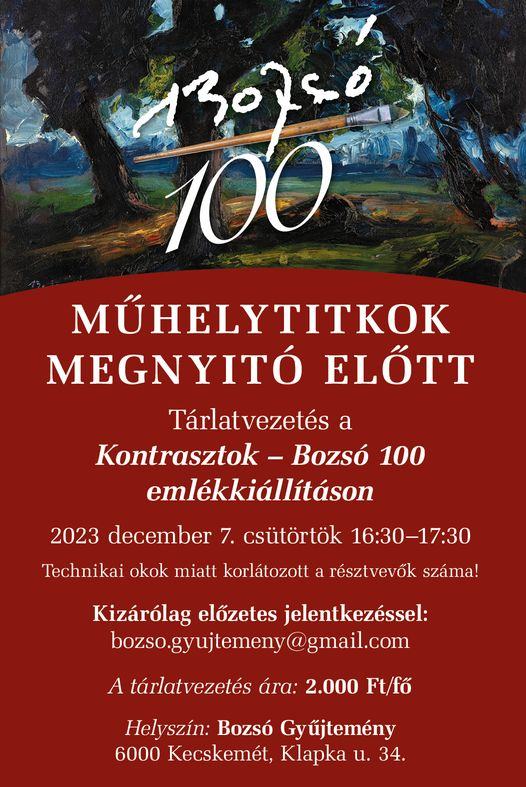 Bozsó
100
MŰHELYTITKOK
MEGNYITÓ ELŐTT
Tárlatvezetés a
Kontrasztok – Bozsó 100
emlékkiállításon
2023 december 7. csütörtök 16:30–17:30
Technikai okok miatt korlátozott a résztvevők száma!
Kizárólag előzetes jelentkezéssel:
bozso.gyujtemeny@gmail.com
A tárlatvezetés ára: 2.000 Ft/fő
Helyszín: Bozsó Gyűjtemény
6000 Kecskemét, Klapka u. 34.